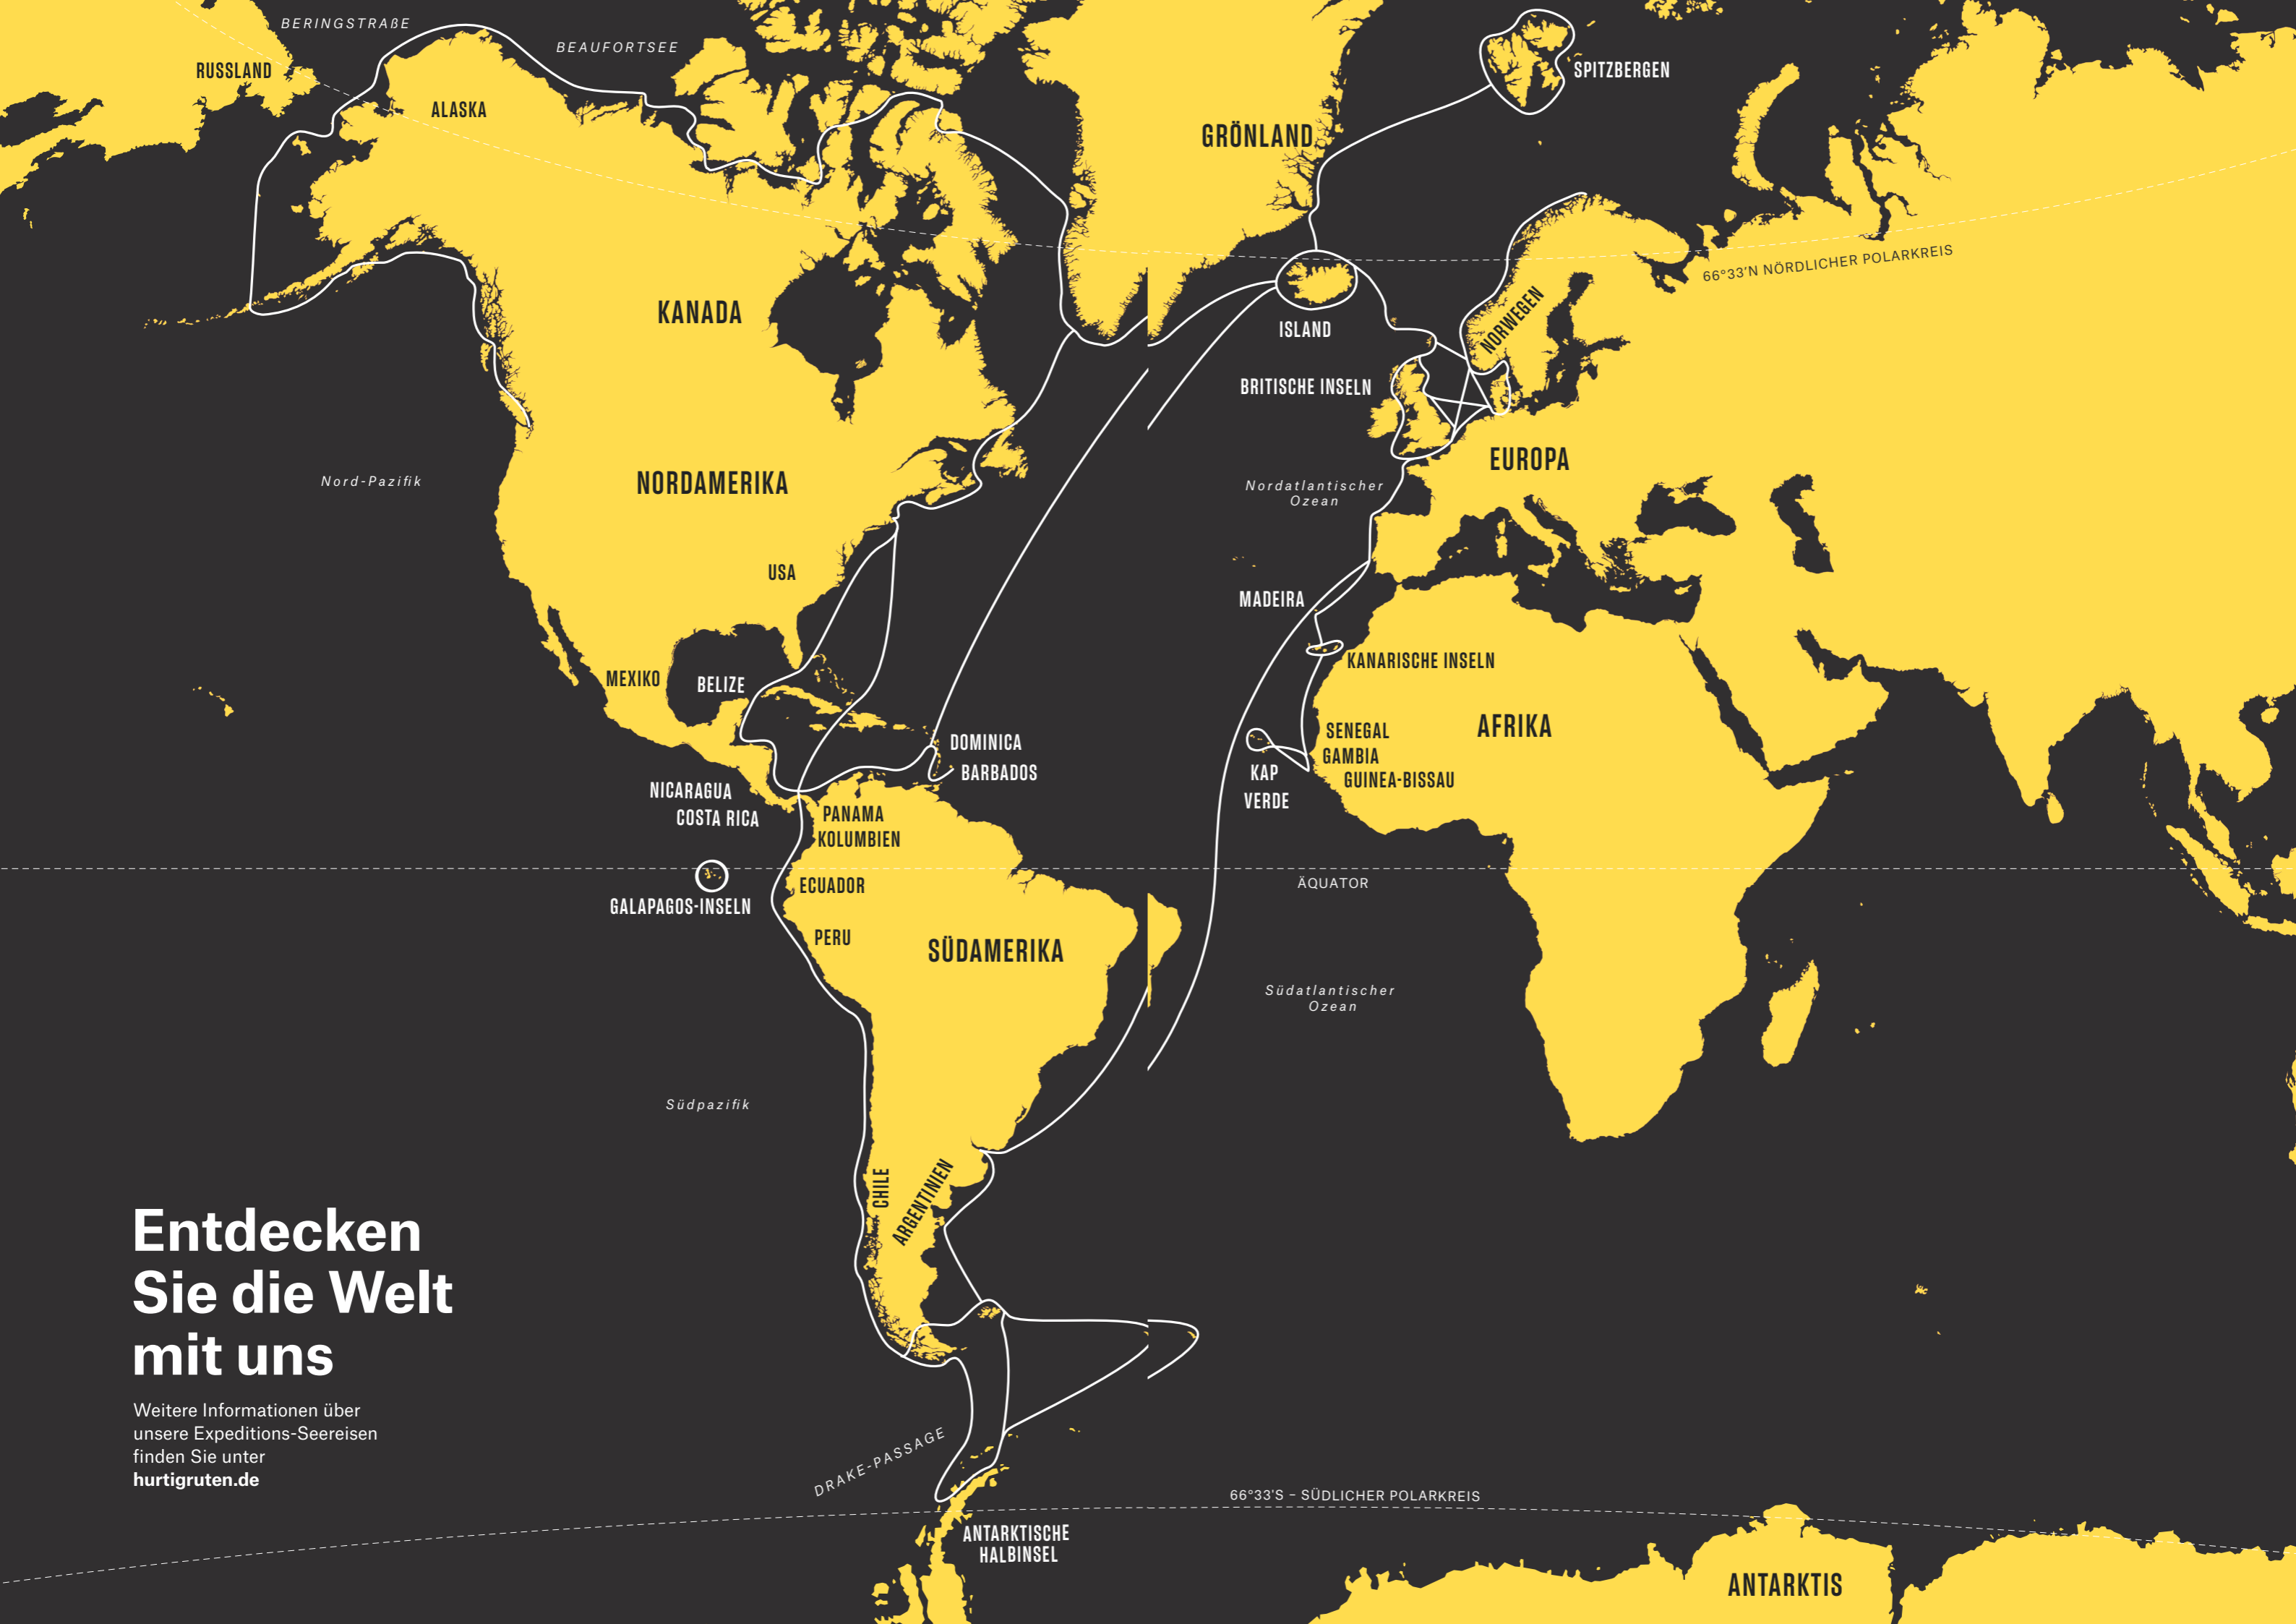 BERINGSTRAßE
BEAUFORTSEE
RUSSLAND
ALASKA
SPITZBERGEN
GRÖNLAND
66°33'N NÖRDLICHER POLARKREIS
KANADA
ISLAND
NORWEGEN
BRITISCHE INSELN
EUROPA
Nord-Pazifik
NORDAMERIKA
Nordatlantischer
Ozean
USA
MADEIRA
MEXIKO
BELIZE
KANARISCHE INSELN
DOMINICA
BARBADOS
SENEGAL
GAMBIA
GUINEA-BISSAU
AFRIKA
KAP
VERDE
NICARAGUA
COSTA RICA
PANAMA
KOLUMBIEN
ÄQUATOR
ECUADOR
GALAPAGOS-INSELN
PERU
SÜDAMERIKA
Südatlantischer
Ozean
Südpazifik
CHILE
ARGENTINIEN
Entdecken
Sie die Welt
mit uns
Weitere Informationen über
unsere Expeditions-Seereisen
finden Sie unter
hurtigruten.de
DRAKE-PASSAGE
66°33'S – SÜDLICHER POLARKREIS
ANTARKTISCHE
HALBINSEL
ANTARKTIS